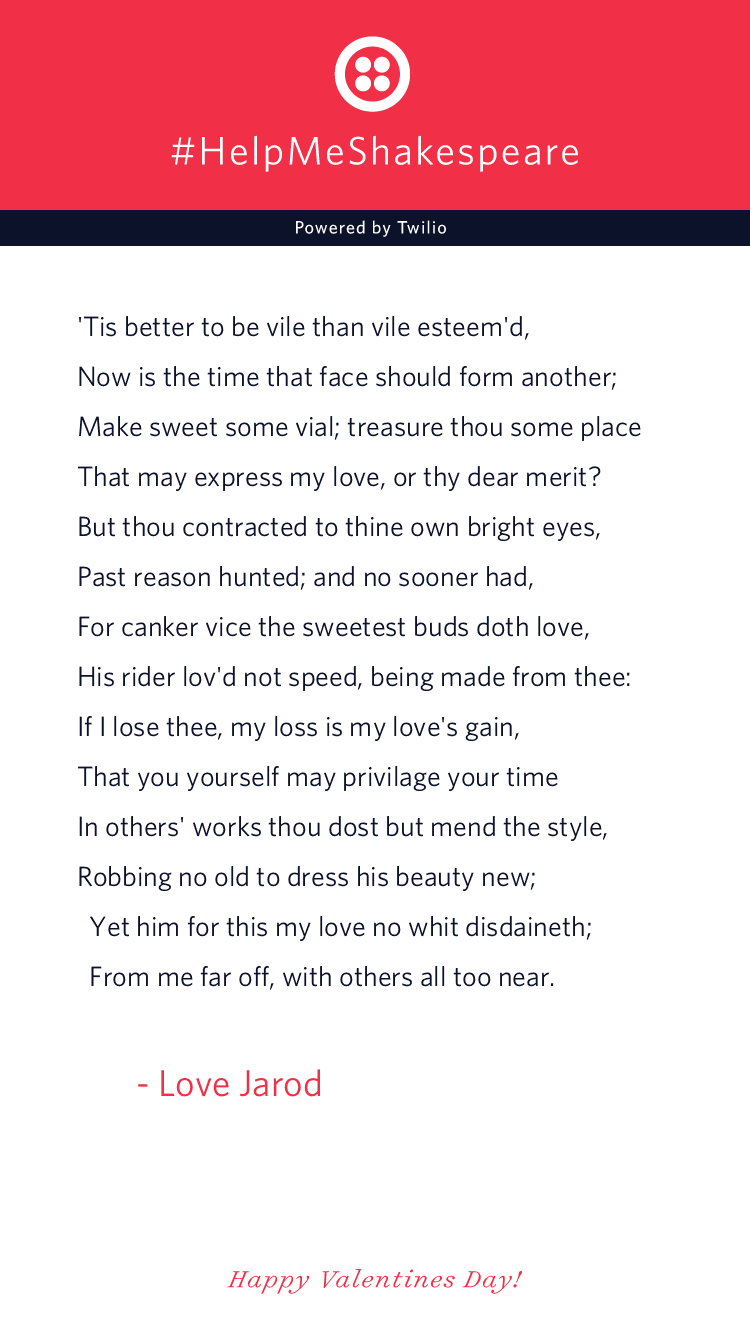 #HelpMeShakespeare
Powered by Twilio
'Tis better to be vile than vile esteem'd,
Now is the time that face should form another;
Make sweet some vial; treasure thou some place
That may express my love, or thy dear merit?
But thou contracted to thine own bright eyes,
Past reason hunted; and no sooner had,
For canker vice the sweetest buds doth love,
His rider lov'd not speed, being made from thee:
If I lose thee, my loss is my love's gain,
That you yourself may privilage your time
In others' works thou dost but mend the style,
Robbing no old to dress his beauty new;
Yet him for this my love no whit disdaineth;
From me far off, with others all too near.
- Love Jarod
Happy Valentines Day!